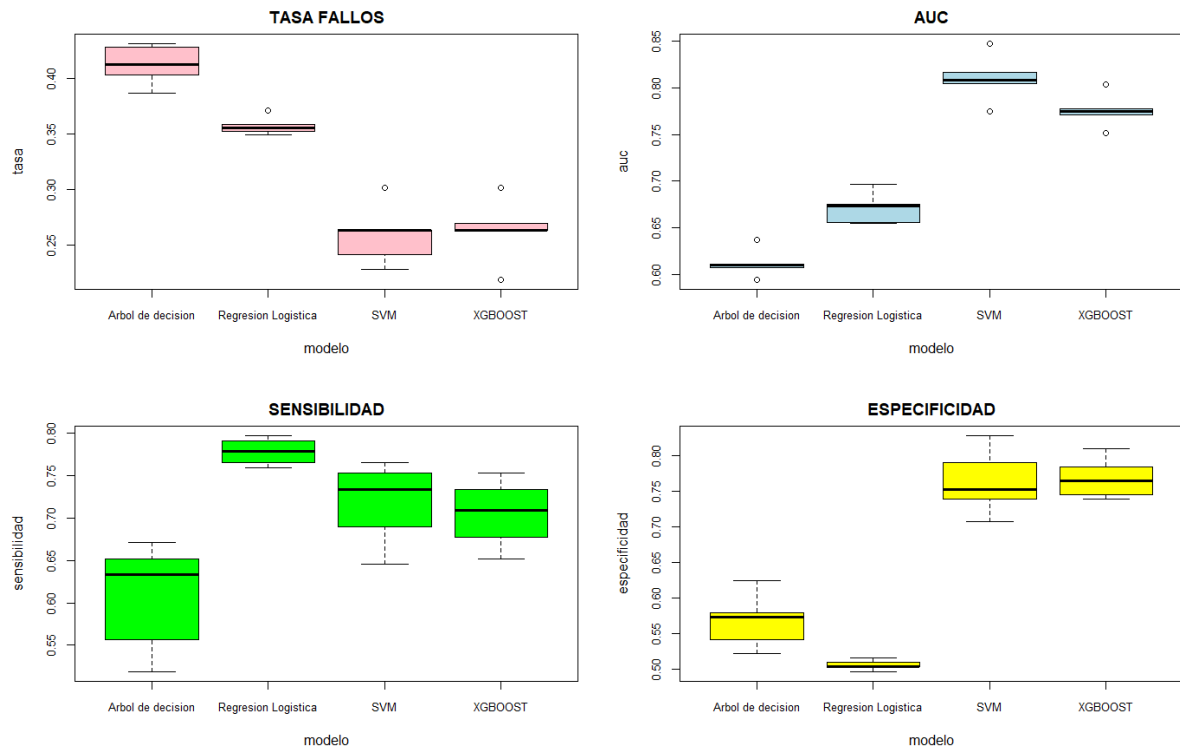 TASA FALLOS
tasa
0.40
0.35
0.30
0.25
Arbol de decision Regresion Logistica SVM XGBOOST
modelo
AUC
auc
0.85
0.80
0.75
0.70
0.65
0.60
Arbol de decision Regresion Logistica SVM XGBOOST
modelo
SENSIBILIDAD
sensibilidad
0.80
0.75
0.70
0.65
0.60
0.55
Arbol de decision Regresion Logistica SVM XGBOOST
modelo
ESPECIFICIDAD
especificidad
0.80
0.75
0.70
0.65
0.60
0.55
0.50
Arbol de decision Regresion Logistica SVM XGBOOST
modelo